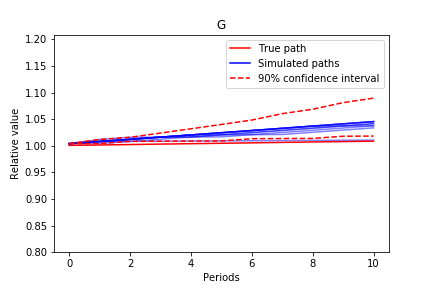 G
1.20
1.15
1.10
1.05
1.00
0.95
0.90
0.85
0.80
Relative value
True path
Simulated paths
90% confidence interval
0 2 4 6 8 10
Periods